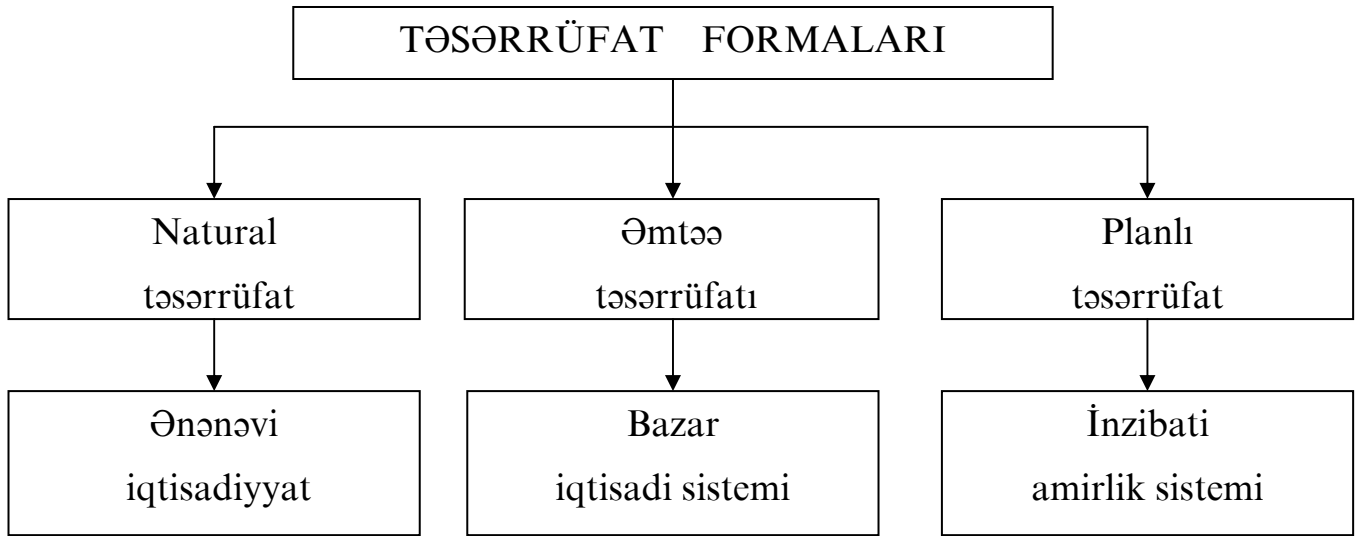 TƏSƏRRÜFAT FORMALARI
Natural
təsərrüfat
Əmtəə
təsərrüfatı
Planlı
təsərrüfat
Ənənəvi
iqtisadiyyat
Bazar
iqtisadi sistemi
İnzibati
amirlik sistemi